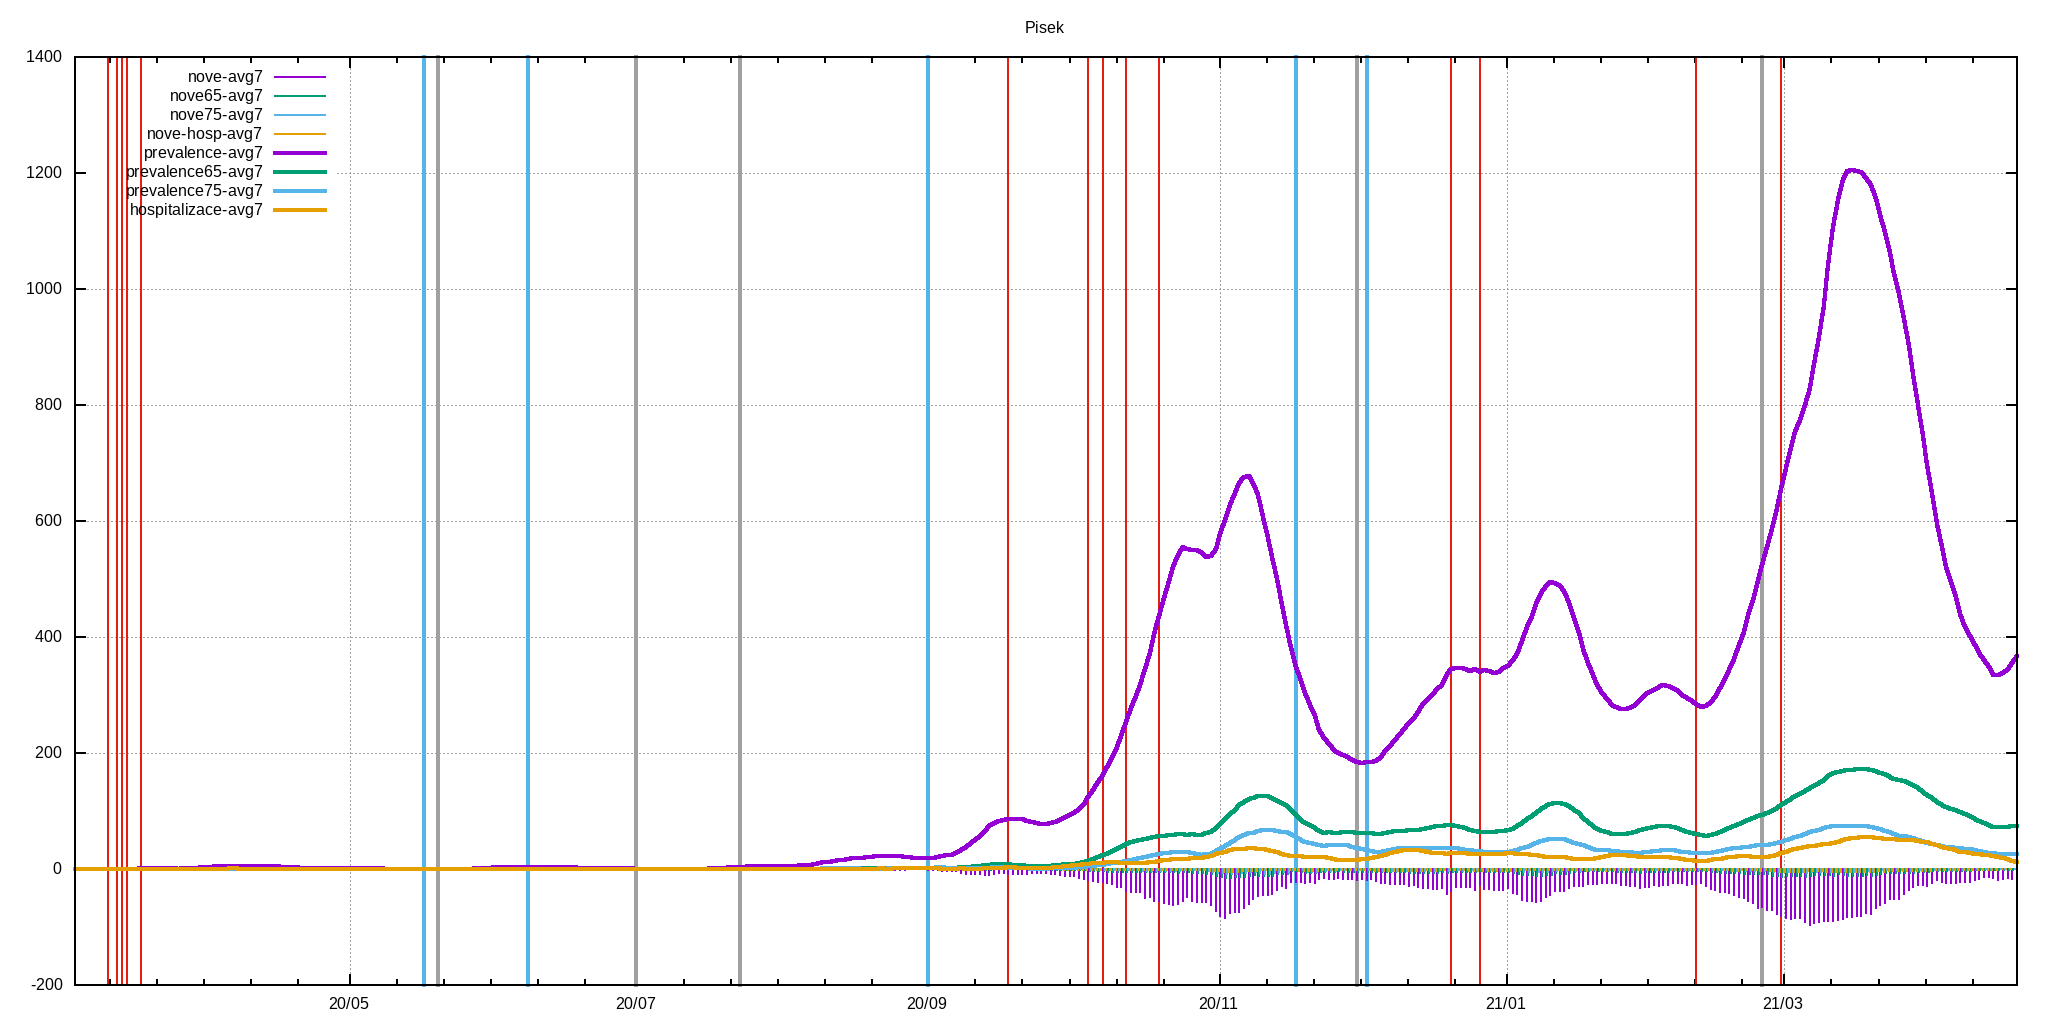 Pisek
1400
1200
1000
800
600
400
200
0
-200
nove-avg7
nove65-avg7
nove75-avg7
nove-hosp-avg7
prevalence-avg7
prevalence65-avg7
prevalence75-avg7
hospitalizace-avg7
20/05 20/07 20/09 20/11 21/01 21/03